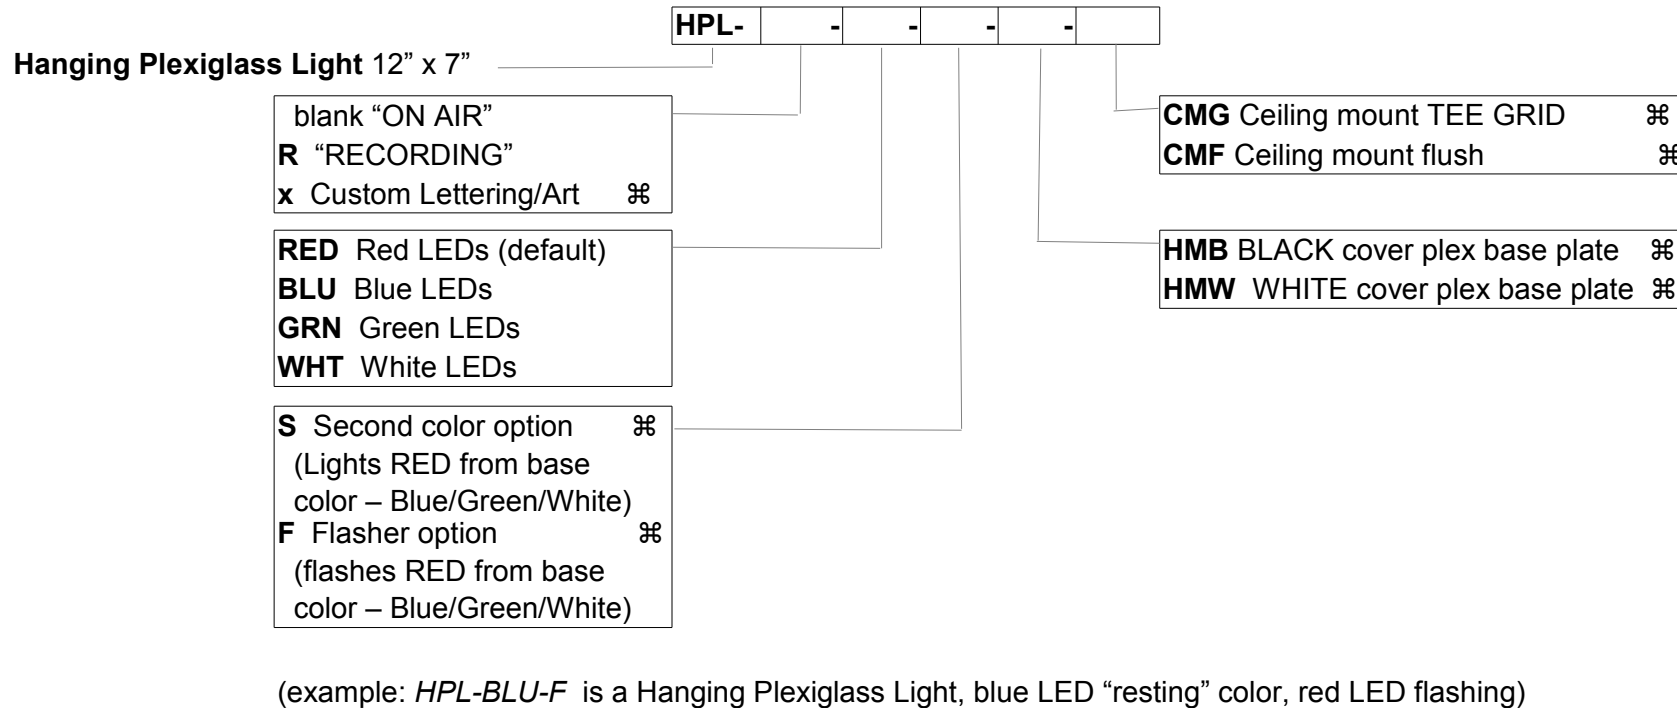 HPL- - - - -
Hanging Plexiglass Light 12” x 7”
blank “ON AIR”
R “RECORDING”
x Custom Lettering/Art ⌘
RED Red LEDs (default)
BLU Blue LEDs
GRN Green LEDs
WHT White LEDs
S Second color option ⌘
(Lights RED from base
color – Blue/Green/White)
F Flasher option ⌘
(flashes RED from base
color – Blue/Green/White)
CMG Ceiling mount TEE GRID ⌘
CMF Ceiling mount flush ⌘
HMB BLACK cover plex base plate ⌘
HMW WHITE cover plex base plate ⌘
(example: HPL-BLU-F is a Hanging Plexiglass Light, blue LED “resting” color, red LED flashing)